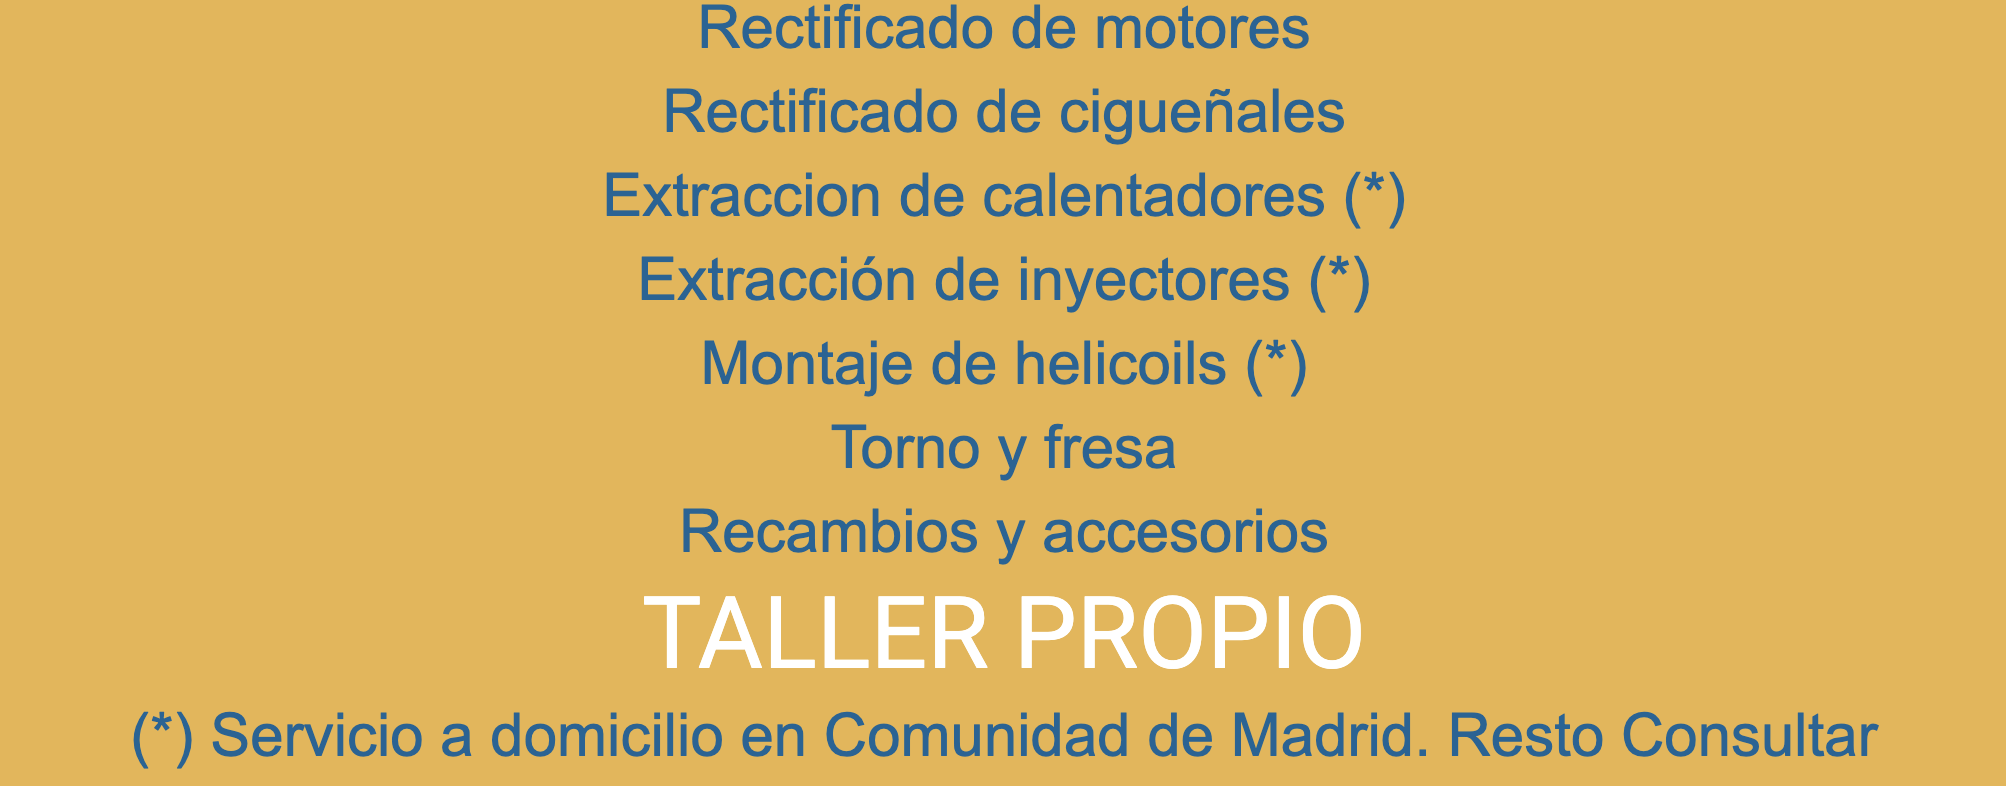 Rectificado de motores
Rectificado de cigueñales
Extraccion de calentadores (*)
Extracción de inyectores (*)
Montaje de helicoils (*)
Torno y fresa
Recambios y accesorios
TALLER PROPIO
(*) Servicio a domicilio en Comunidad de Madrid. Resto Consultar